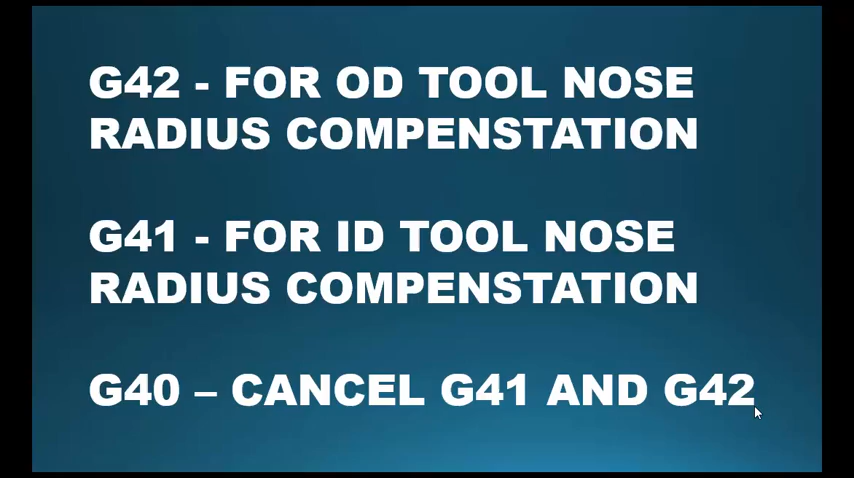 G42 - FOR OD TOOL NOSE
RADIUS COMPENSTATION
G41 - FOR ID TOOL NOSE
RADIUS COMPENSTATION
G40 – CANCEL G41 AND G42